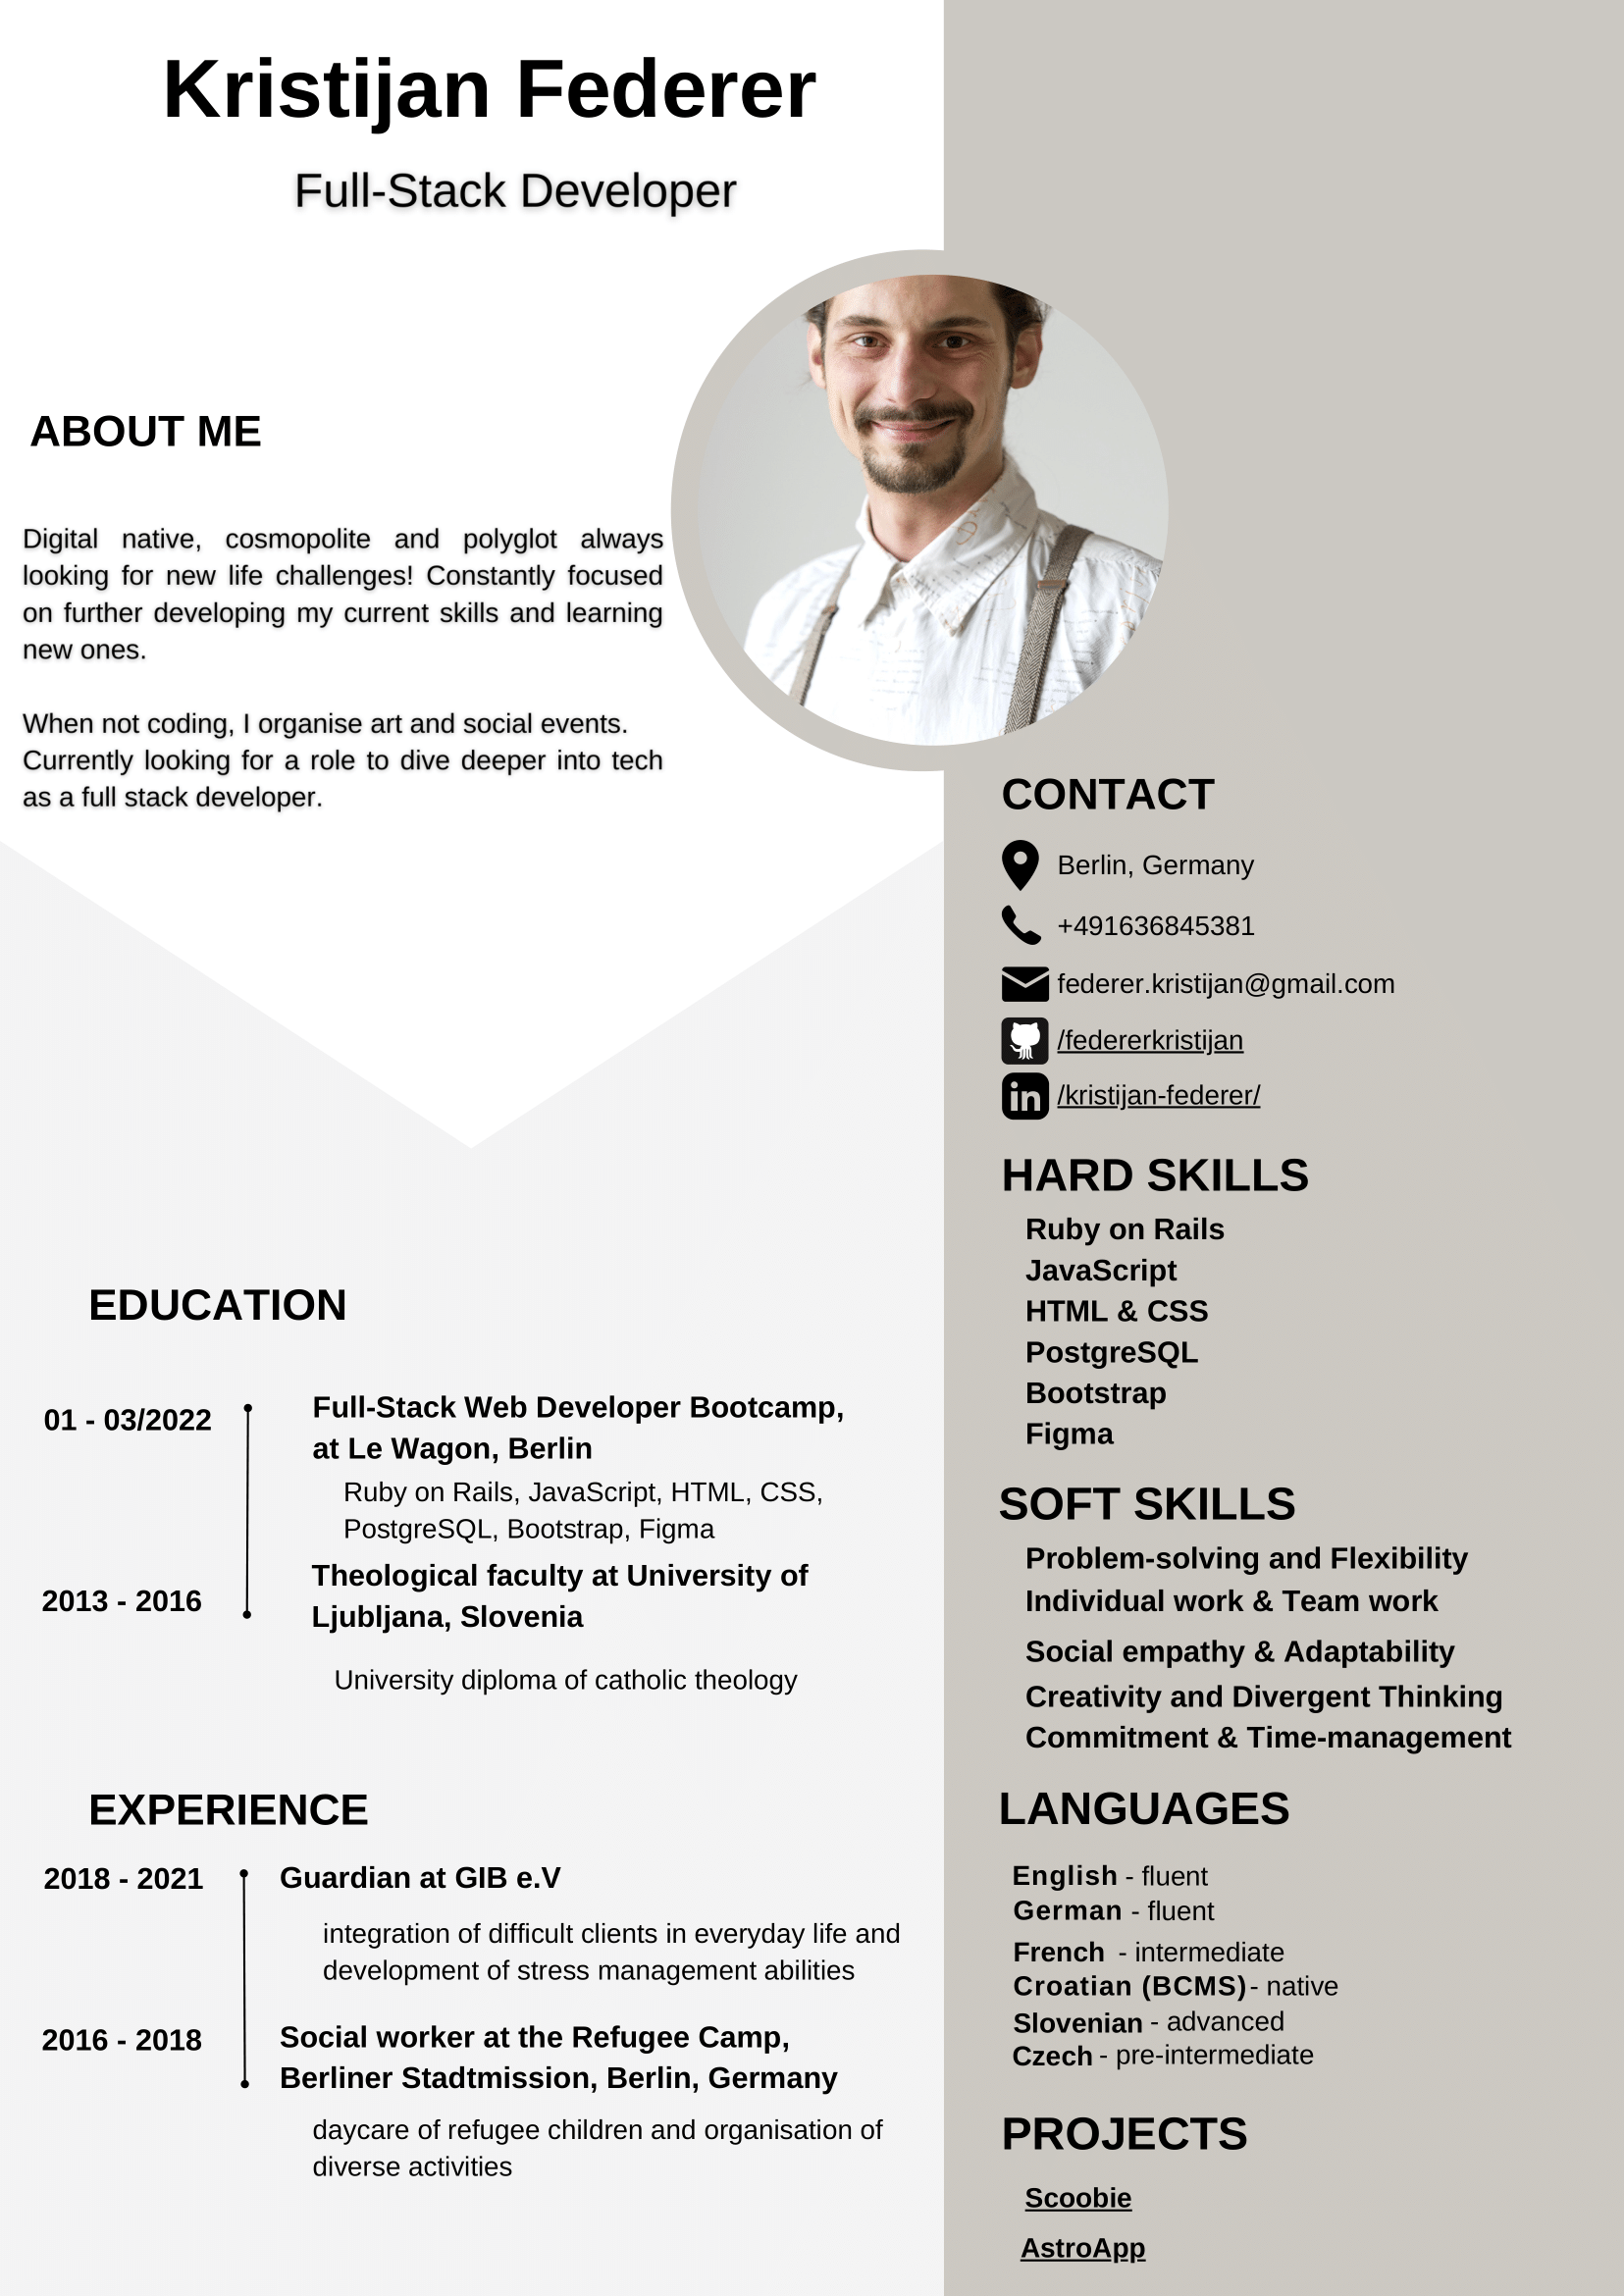 Kristijan Federer
Full-Stack Developer
ABOUT ME
Digital native, cosmopolite and polyglot always
looking for new life challenges! Constantly focused
on further developing my current skills and learning
new ones.
When not coding, I organise art and social events.
Currently looking for a role to dive deeper into tech
as a full stack developer.
EDUCATION
01 - 03/2022
Full-Stack Web Developer Bootcamp,
at Le Wagon, Berlin
Ruby on Rails, JavaScript, HTML, CSS,
PostgreSQL, Bootstrap, Figma
2013 - 2016
Theological faculty at University of
Ljubljana, Slovenia
University diploma of catholic theology
EXPERIENCE
2018 - 2021
Guardian at GIB e.V
integration of difficult clients in everyday life and
development of stress management abilities
2016 - 2018
Social worker at the Refugee Camp,
Berliner Stadtmission, Berlin, Germany
daycare of refugee children and organisation of
diverse activities
CONTACT
Berlin, Germany
+491636845381
federer.kristijan@gmail.com
/federerkristijan
in /kristijan-federer/
HARD SKILLS
Ruby on Rails
JavaScript
HTML & CSS
PostgreSQL
Bootstrap
Figma
SOFT SKILLS
Problem-solving and Flexibility
Individual work & Team work
Social empathy & Adaptability
Creativity and Divergent Thinking
Commitment & Time-management
LANGUAGES
English - fluent
German - fluent
French - intermediate
Croatian (BCMS) - native
Slovenian - advanced
Czech - pre-intermediate
PROJECTS
Scoobie
AstroApp